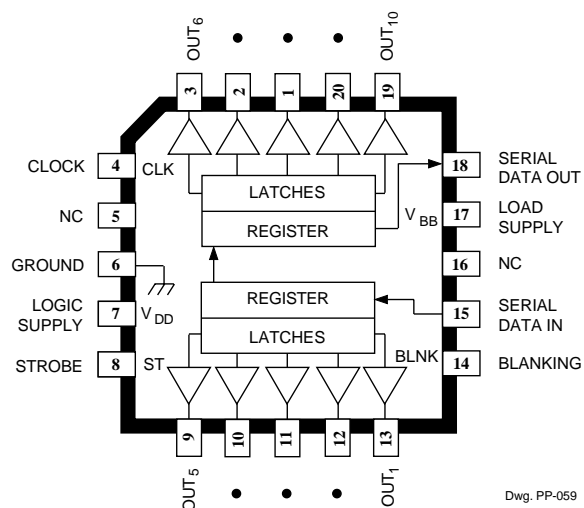 OUT6 • • • OUT10
3 2 1 20 19
CLOCK 4 CLK
18 SERIAL DATA OUT
LATCHES
NC 5
VBB 17 LOAD SUPPLY
REGISTER
GROUND 6
16 NC
LOGIC SUPPLY 7 VDD
REGISTER
15 SERIAL DATA IN
LATCHES
STROBE 8 ST
BLNK 14 BLANKING
9 10 11 12 13
OUT5 • • • OUT1
Dwg. PP-059